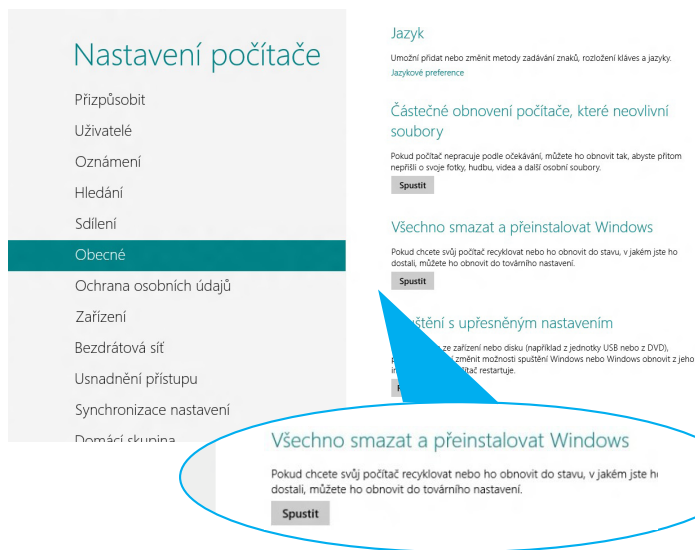 Nastavení počítače
Přizpůsobit
Uživatelé
Oznámení
Hledání
Sdílení
Obecné
Ochrana osobních údajů
Zařízení
Bezdrátová síť
Usnadnění přístupu
Synchronizace nastavení
Domácí skupina
Jazyk
Umožní přidat nebo změnit metody zadávání znaků, rozložení kláves a jazyky.
Jazykové preference
Částečné obnovení počítače, které neovlivní
soubory
Pokud počítač nepracuje podle očekávání, můžete ho obnovit tak, abyste přitom
nepřišli o svoje fotky, hudbu, videa a další osobní soubory.
Spustit
Všechno smazat a přeinstalovat Windows
Pokud chcete svůj počítač recyklovat nebo ho obnovit do stavu, v jakém jste ho
dostali, můžete ho obnovit do továrního nastavení.
Spustit
s upřesněným nastavením
ze zařízení nebo disku (například z jednotky USB nebo z DVD),
změnit možnosti spuštění Windows nebo Windows obnovit z jeho
restartuje.
Všechno smazat a přeinstalovat Windows
Pokud chcete svůj počítač recyklovat nebo ho obnovit do stavu, v jakém jste
dostali, můžete ho obnovit do továrního nastavení.
Spustit